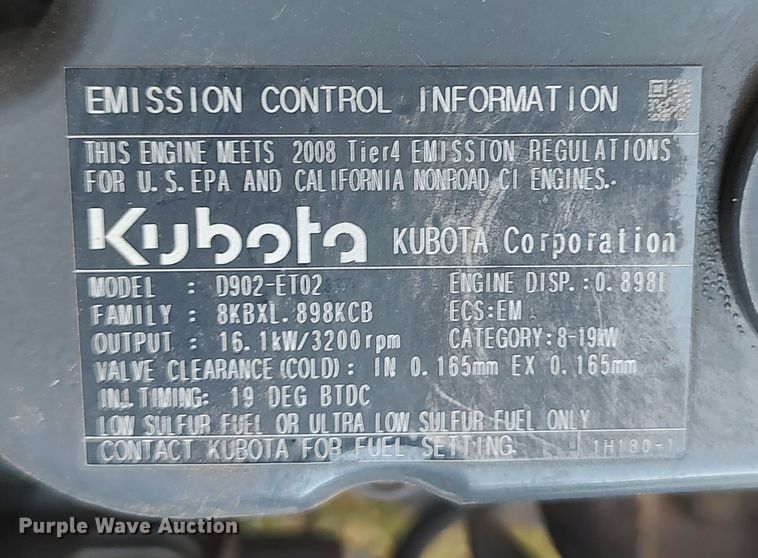 EMISSION CONTROL INFORMATION
THIS ENGINE MEETS 2008 Tier4 EMISSION REGULATIONS
FOR U.S.EPA AND CALIFORNIA NONROAD CI ENGINES.
Kubota KUBOTA Corporation
MODEL : D902-ET02 ENGINE DISP.:0.898L
FAMILY : 8KBXL.898KCB ECS:EM
OUTPUT : 16.1kW/3200rpm CATEGORY:8-19kW
VALVE CLEARANCE(COLD): IN 0.165mm EX 0.165mm
INJ.TIMING: 19 DEG BTDC
LOW SULFUR FUEL OR ULTRA LOW SULFUR FUEL ONLY
CONTACT KUBOTA FOR FUEL SETTING. 1H180-1
Purple Wave Auction